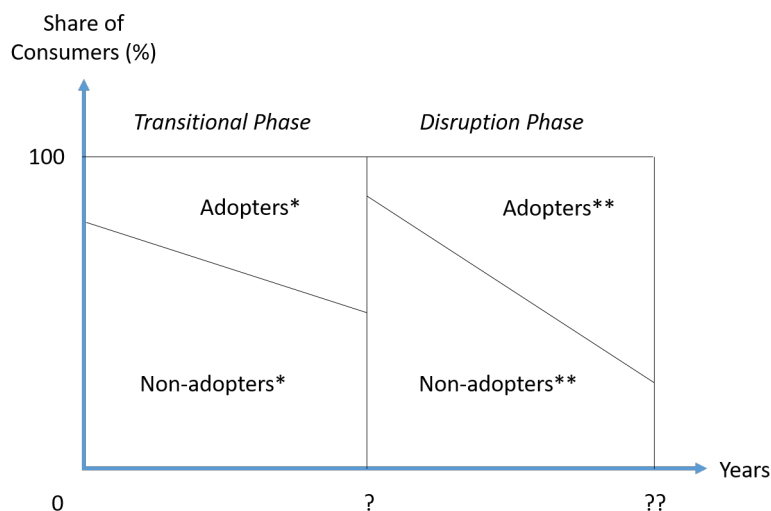 Share of
Consumers (%)
Transitional Phase
Disruption Phase
100
Adopters*
Adopters**
Non-adopters*
Non-adopters**
Years
0
?
??